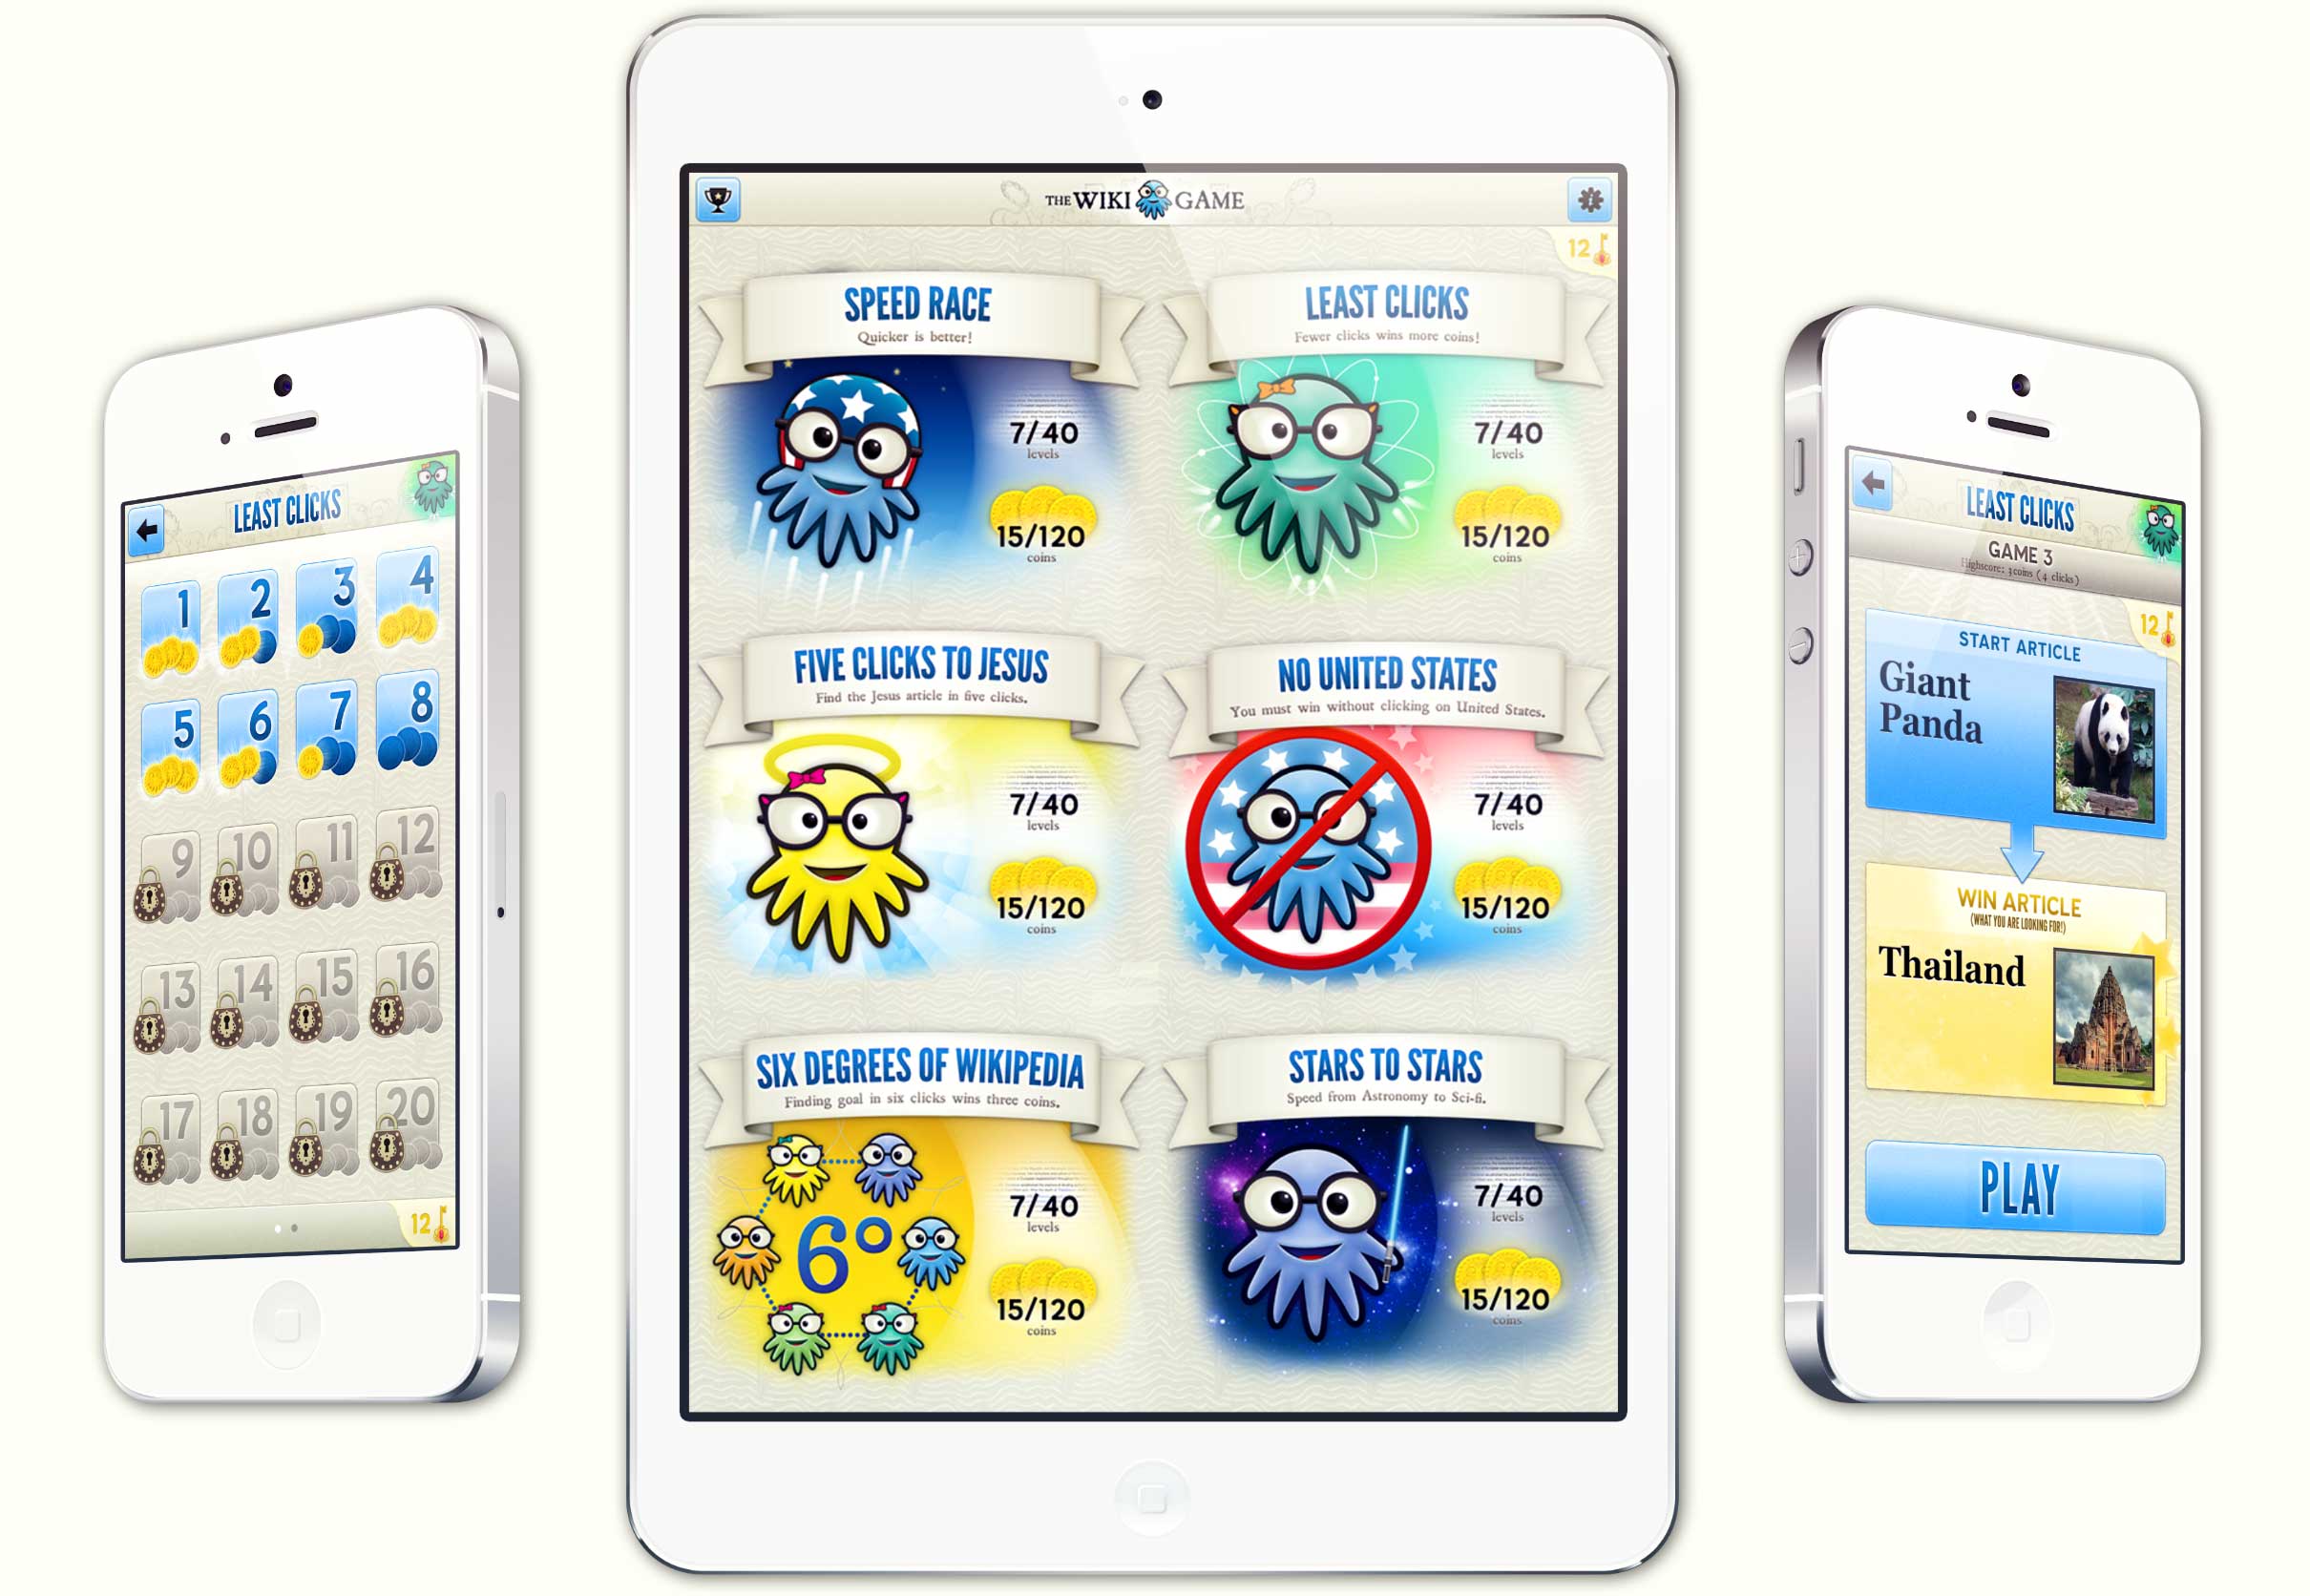 LEAST CLICKS
1 2 3 4
5 6 7 8
9 10 11 12
13 14 15 16
17 18 19 20
12
THE WIKI GAME
12
SPEED RACE
Quicker is better!
7/40
levels
15/120
coins
LEAST CLICKS
Fewer clicks wins more coins!
7/40
levels
15/120
coins
FIVE CLICKS TO JESUS
Find the Jesus article in five clicks.
7/40
levels
15/120
coins
NO UNITED STATES
You must win without clicking on United States.
7/40
levels
15/120
coins
SIX DEGREES OF WIKIPEDIA
Finding goal in six clicks wins three coins.
6°
7/40
levels
15/120
coins
STARS TO STARS
Speed from Astronomy to Sci-fi.
7/40
levels
15/120
coins
LEAST CLICKS
GAME 3
Highscore: 3 coins (4 clicks)
12
START ARTICLE
Giant
Panda
WIN ARTICLE
(WHAT YOU ARE LOOKING FOR!)
Thailand
PLAY